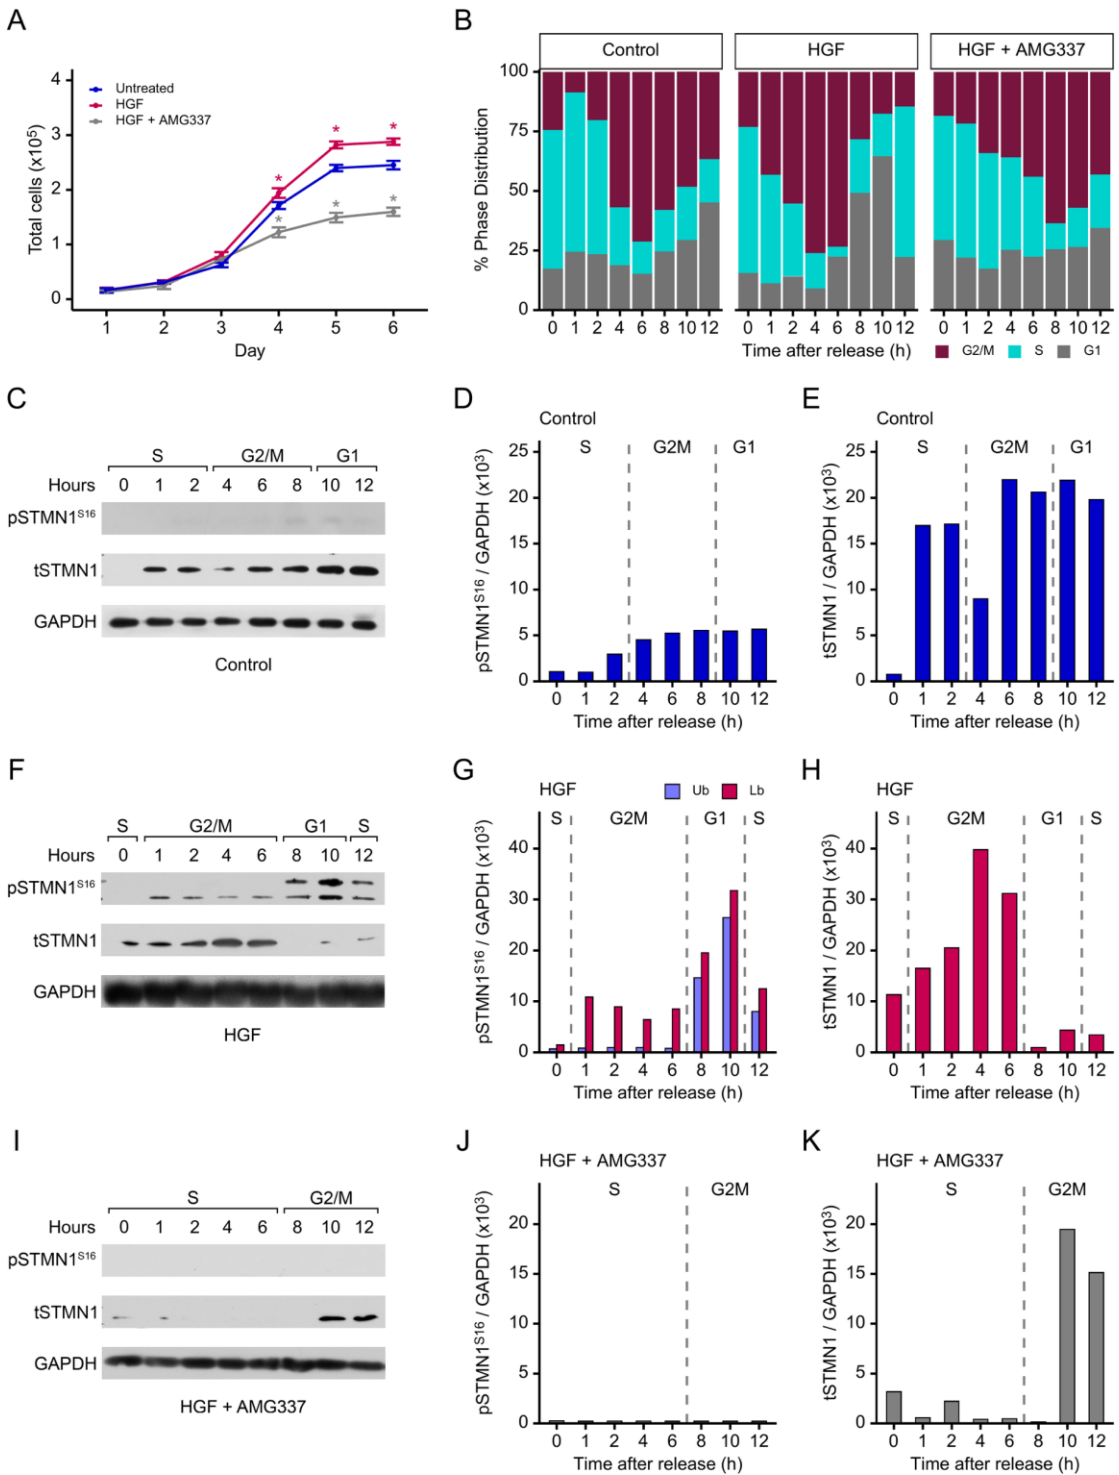 A
Total cells (x10⁵)
4
3
2
1
0
Untreated
HGF
HGF + AMG337
*
*
*
*
*
*
1 2 3 4 5 6
Day
B
Control
HGF
HGF + AMG337
% Phase Distribution
100
75
50
25
0
0 1 2 4 6 8 10 12
0 1 2 4 6 8 10 12
0 1 2 4 6 8 10 12
Time after release (h)
G2/M S G1
C
S G2/M G1
Hours 0 1 2 4 6 8 10 12
pSTMN1ˢ¹⁶
tSTMN1
GAPDH
Control
D
Control
pSTMN1ˢ¹⁶ / GAPDH (x10³)
S G2M G1
25
20
15
10
5
0
0 1 2 4 6 8 10 12
Time after release (h)
E
Control
tSTMN1 / GAPDH (x10³)
S G2M G1
25
20
15
10
5
0
0 1 2 4 6 8 10 12
Time after release (h)
F
S G2/M G1 S
Hours 0 1 2 4 6 8 10 12
pSTMN1ˢ¹⁶
tSTMN1
GAPDH
HGF
G
HGF
Ub Lb
pSTMN1ˢ¹⁶ / GAPDH (x10³)
S G2M G1 S
40
30
20
10
0
0 1 2 4 6 8 10 12
Time after release (h)
H
HGF
tSTMN1 / GAPDH (x10³)
S G2M G1 S
40
30
20
10
0
0 1 2 4 6 8 10 12
Time after release (h)
I
S G2/M
Hours 0 1 2 4 6 8 10 12
pSTMN1ˢ¹⁶
tSTMN1
GAPDH
HGF + AMG337
J
HGF + AMG337
pSTMN1ˢ¹⁶ / GAPDH (x10³)
S G2M
20
15
10
5
0
0 1 2 4 6 8 10 12
Time after release (h)
K
HGF + AMG337
tSTMN1 / GAPDH (x10³)
S G2M
20
15
10
5
0
0 1 2 4 6 8 10 12
Time after release (h)